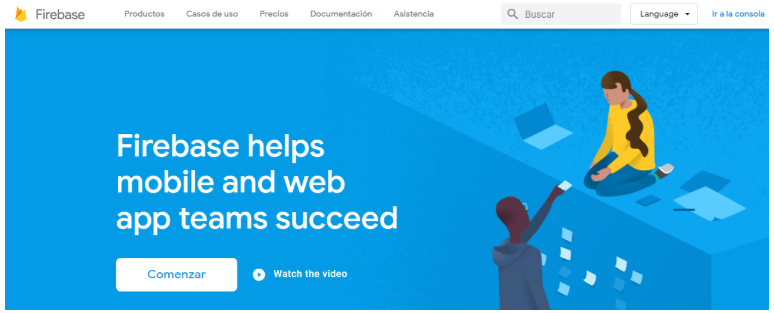 Firebase Productos Casos de uso Precios Documentación Asistencia Buscar Language Ir a la consola
Firebase helps
mobile and web
app teams succeed
Comenzar Watch the video